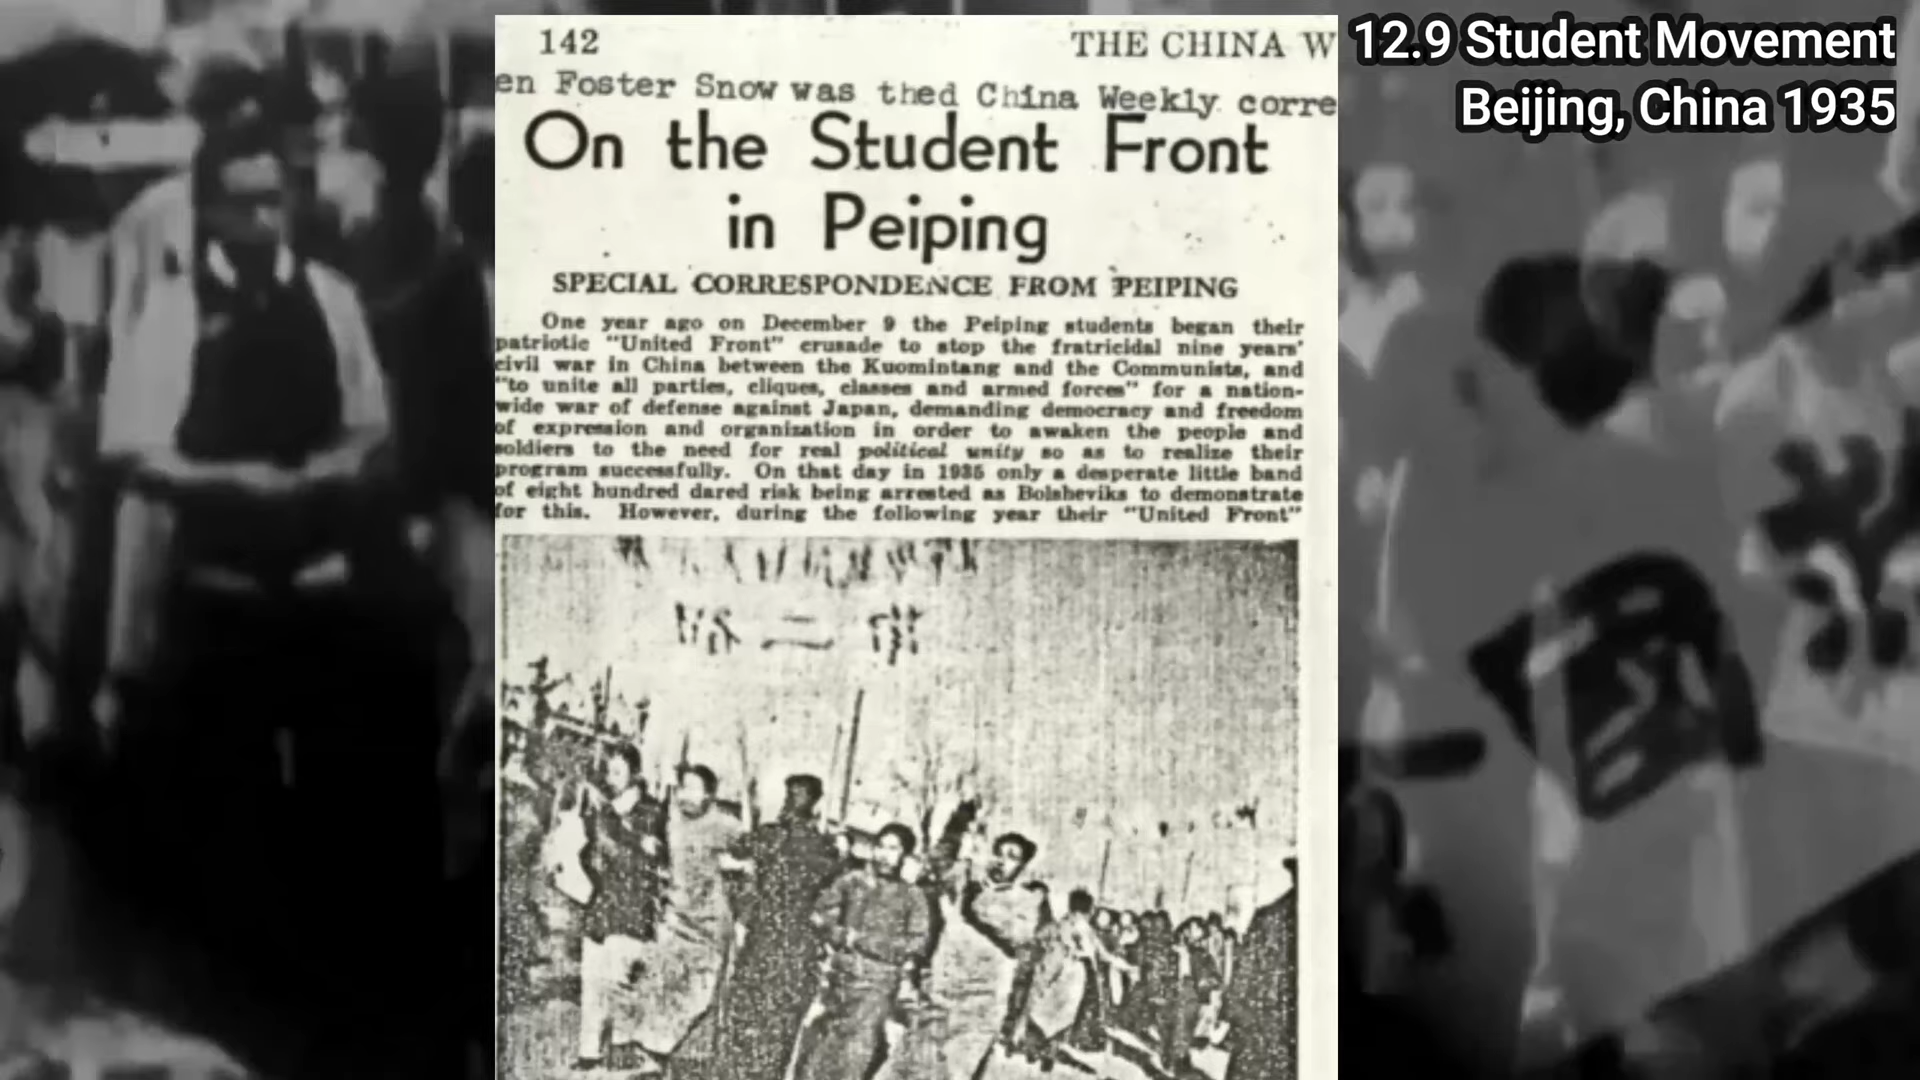 12.9 Student Movement
Beijing, China 1935
142
THE CHINA W
en Foster Snow was thed China Weekly corre
On the Student Front
in Peiping
SPECIAL CORRESPONDENCE FROM PEIPING
One year ago on December 9 the Peiping students began their
patriotic "United Front" crusade to stop the fratricidal nine years'
civil war in China between the Kuomintang and the Communists, and
"to unite all parties, cliques, classes and armed forces" for a nation-
wide war of defense against Japan, demanding democracy and freedom
of expression and organization in order to awaken the people and
soldiers to the need for real political unity so as to realize their
program successfully. On that day in 1935 only a desperate little band
of eight hundred dared risk being arrested as Bolsheviks to demonstrate
for this. However, during the following year their "United Front"